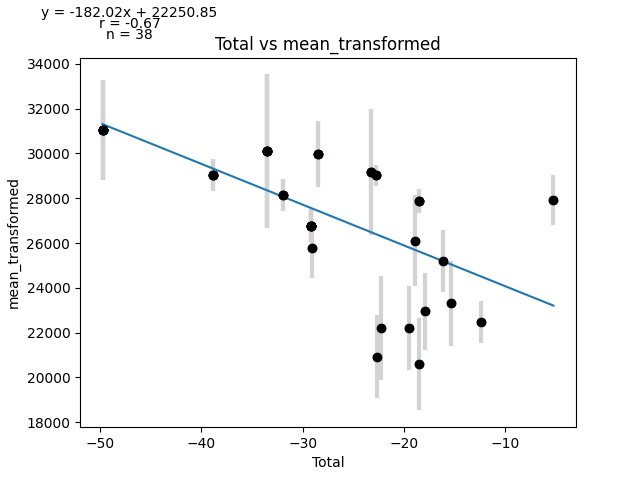 y = -182.02x + 22250.85
r = -0.67
n = 38
Total vs mean_transformed
34000
32000
30000
28000
26000
24000
22000
20000
18000
mean_transformed
−50 −40 −30 −20 −10
Total